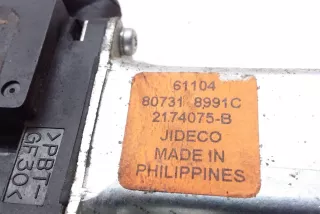 61104
80731 8991C
2174075-B
JIDECO
MADE IN
PHILIPPINES
>PBT-
GF30<